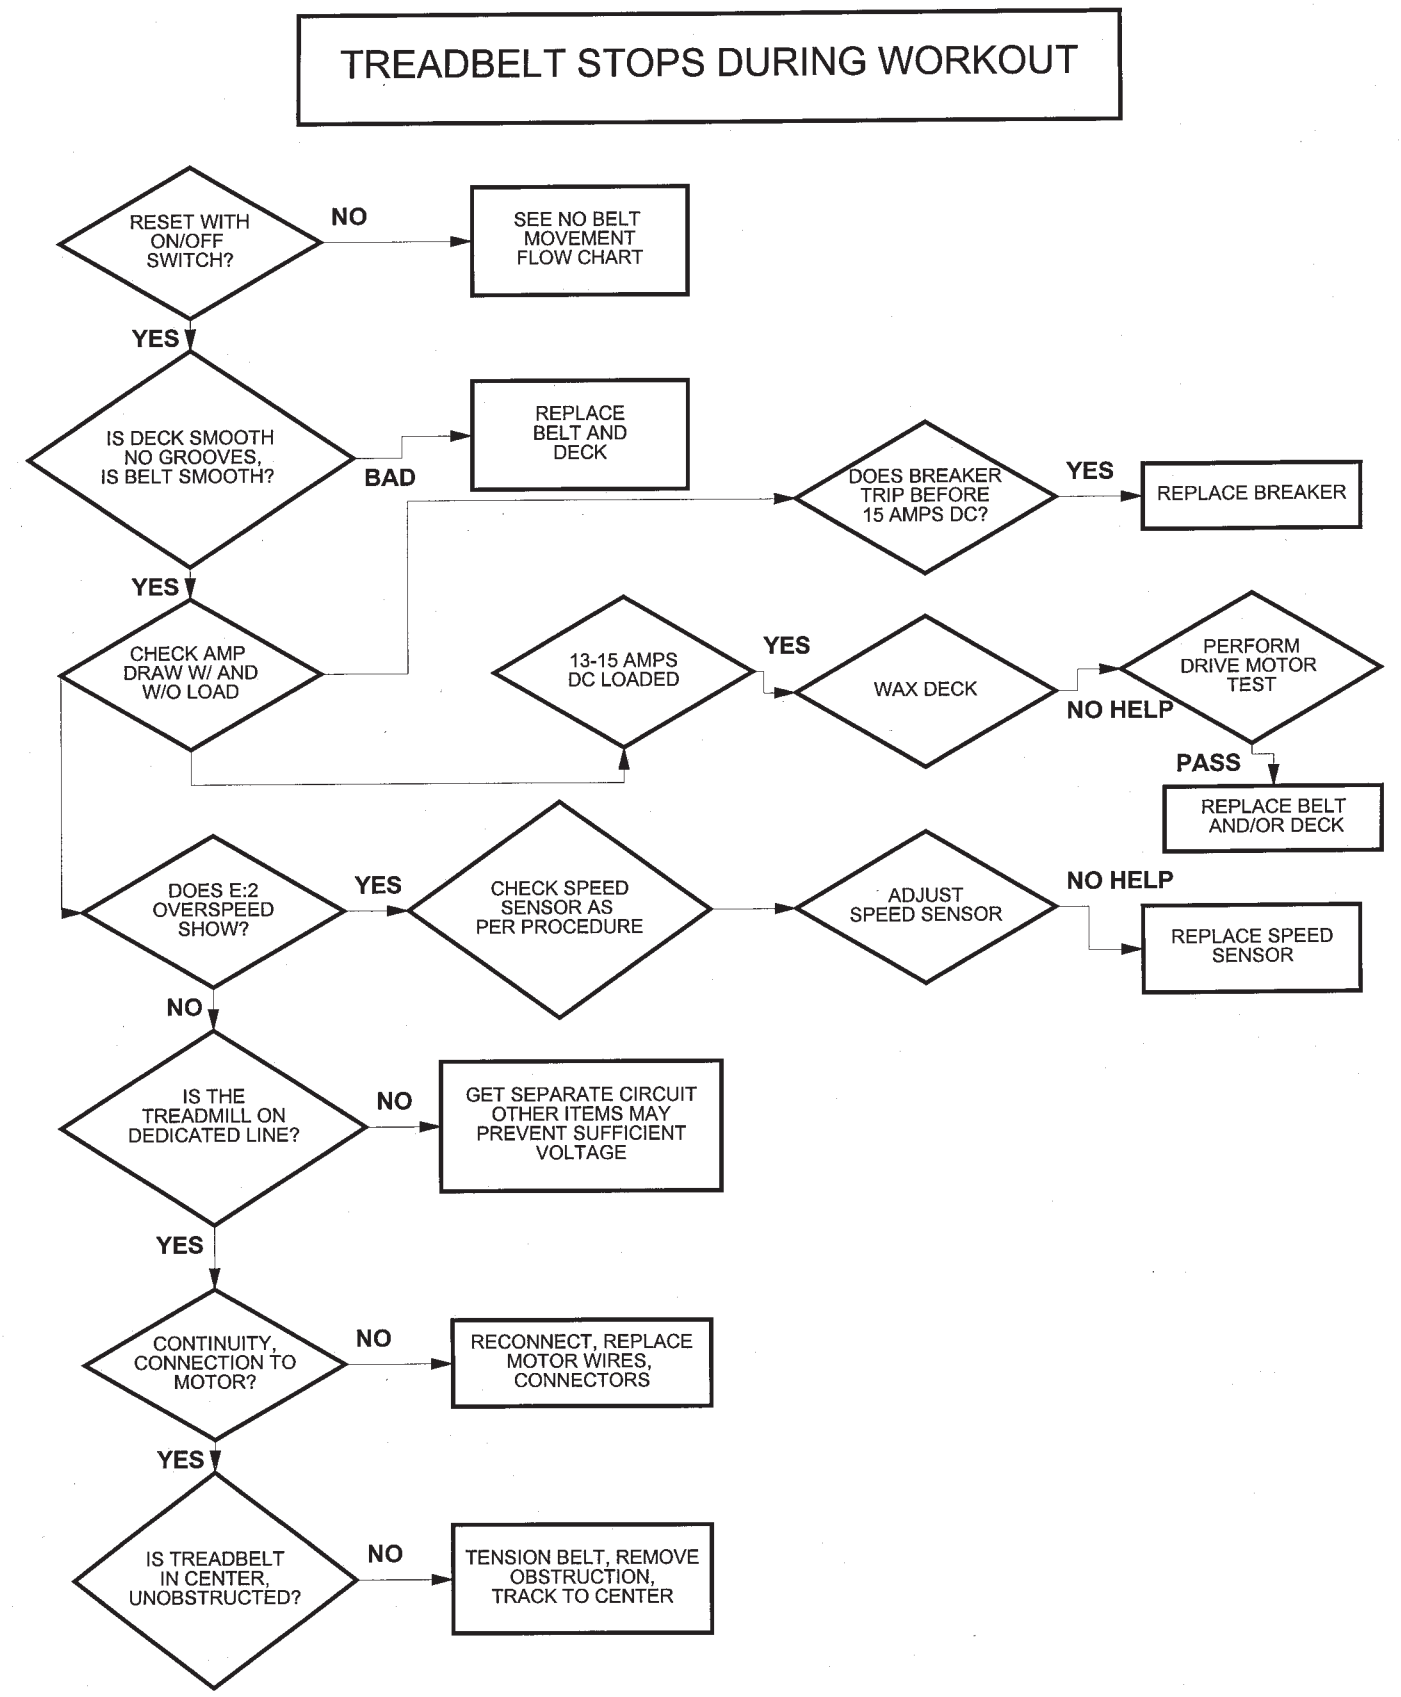 TREADBELT STOPS DURING WORKOUT
RESET WITH
ON/OFF
SWITCH?
NO
SEE NO BELT
MOVEMENT
FLOW CHART
YES
IS DECK SMOOTH
NO GROOVES,
IS BELT SMOOTH?
BAD
REPLACE
BELT AND
DECK
DOES BREAKER
TRIP BEFORE
15 AMPS DC?
YES
REPLACE BREAKER
YES
CHECK AMP
DRAW W/ AND
W/O LOAD
13-15 AMPS
DC LOADED
YES
WAX DECK
NO HELP
PERFORM
DRIVE MOTOR
TEST
PASS
REPLACE BELT
AND/OR DECK
DOES E:2
OVERSPEED
SHOW?
YES
CHECK SPEED
SENSOR AS
PER PROCEDURE
ADJUST
SPEED SENSOR
NO HELP
REPLACE SPEED
SENSOR
NO
IS THE
TREADMILL ON
DEDICATED LINE?
NO
GET SEPARATE CIRCUIT
OTHER ITEMS MAY
PREVENT SUFFICIENT
VOLTAGE
YES
CONTINUITY,
CONNECTION TO
MOTOR?
NO
RECONNECT, REPLACE
MOTOR WIRES,
CONNECTORS
YES
IS TREADBELT
IN CENTER,
UNOBSTRUCTED?
NO
TENSION BELT, REMOVE
OBSTRUCTION,
TRACK TO CENTER